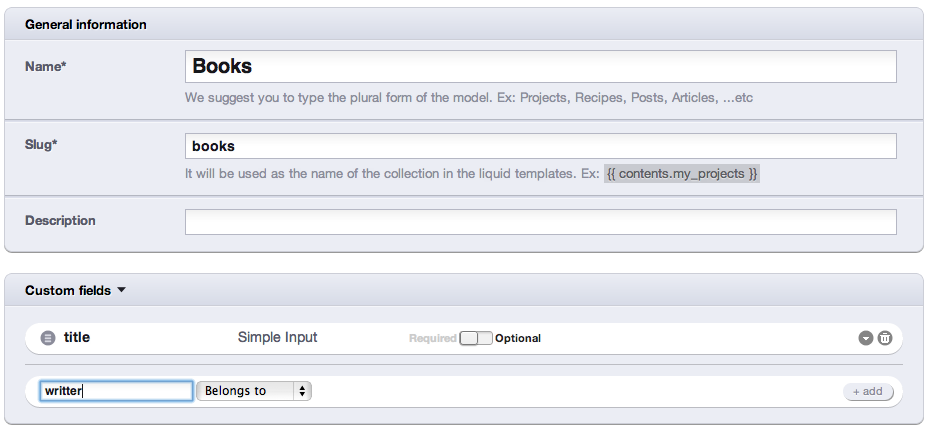 General information
Name*
Books
We suggest you to type the plural form of the model. Ex: Projects, Recipes, Posts, Articles, ...etc
Slug*
books
It will be used as the name of the collection in the liquid templates. Ex: {{ contents.my_projects }}
Description
Custom fields
title Simple Input Required Optional
writter Belongs to + add